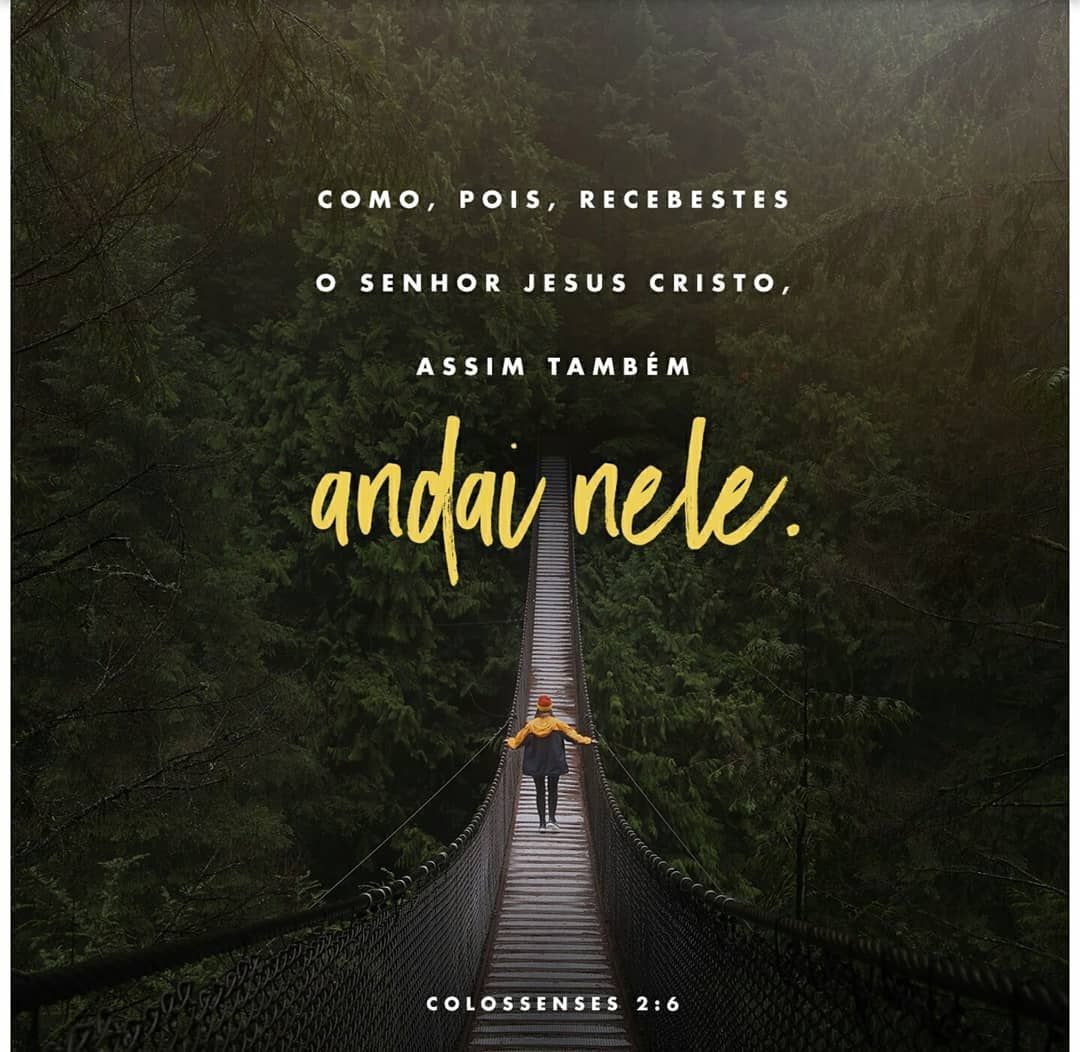 COMO, POIS, RECEBESTES
O SENHOR JESUS CRISTO,
ASSIM TAMBÉM
andai nele.
COLOSSENSES 2:6